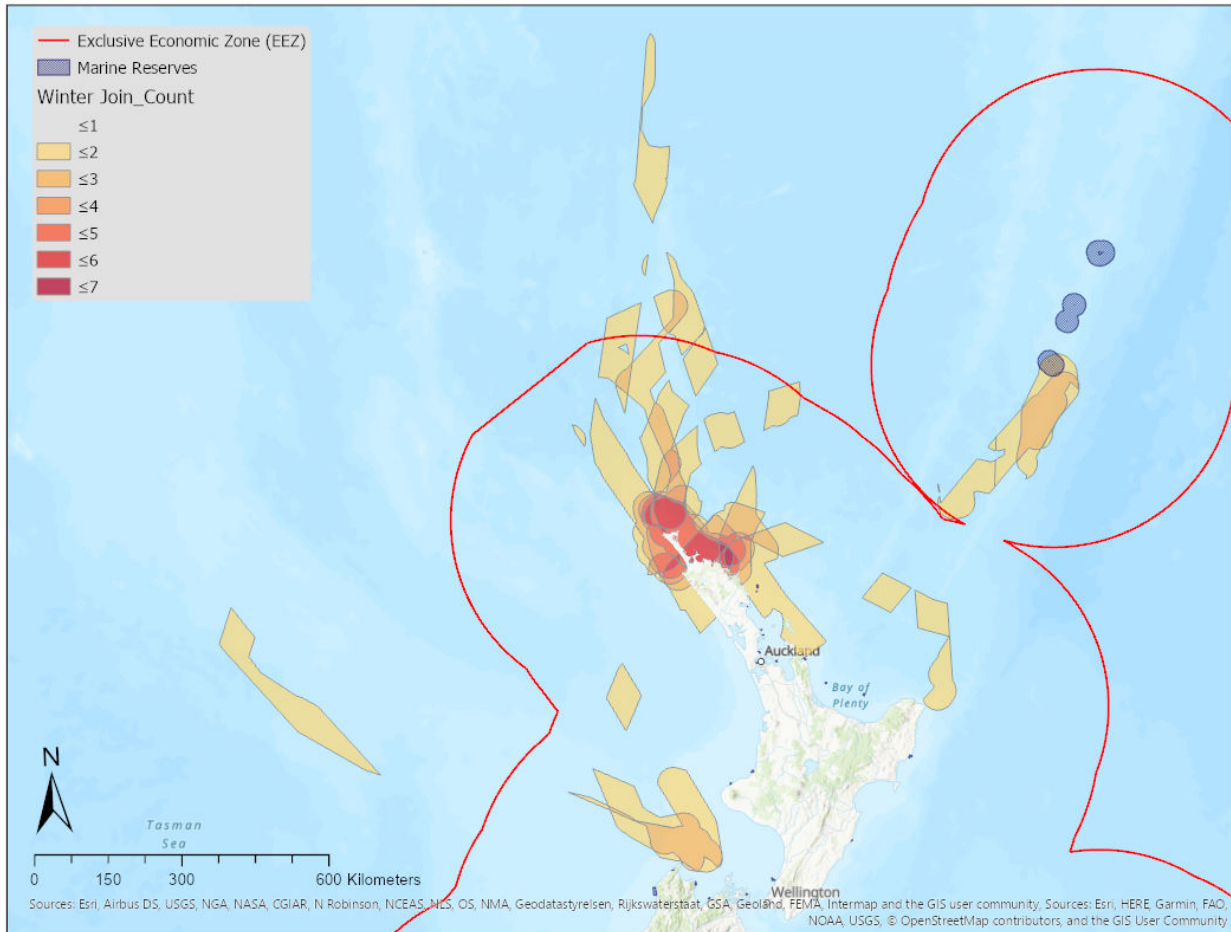 Exclusive Economic Zone (EEZ)
Marine Reserves
Winter Join_Count
≤1
≤2
≤3
≤4
≤5
≤6
≤7
Auckland
Bay of
Plenty
N
Tasman
Sea
0 150 300 600 Kilometers
Wellington
Sources: Esri, Airbus DS, USGS, NGA, NASA, CGIAR, N Robinson, NCEAS, NLS, OS, NMA, Geodatastyrelsen, Rijkswaterstaat, GSA, Geoland, FEMA, Intermap and the GIS user community, Sources: Esri, HERE, Garmin, FAO,
NOAA, USGS, © OpenStreetMap contributors, and the GIS User Community